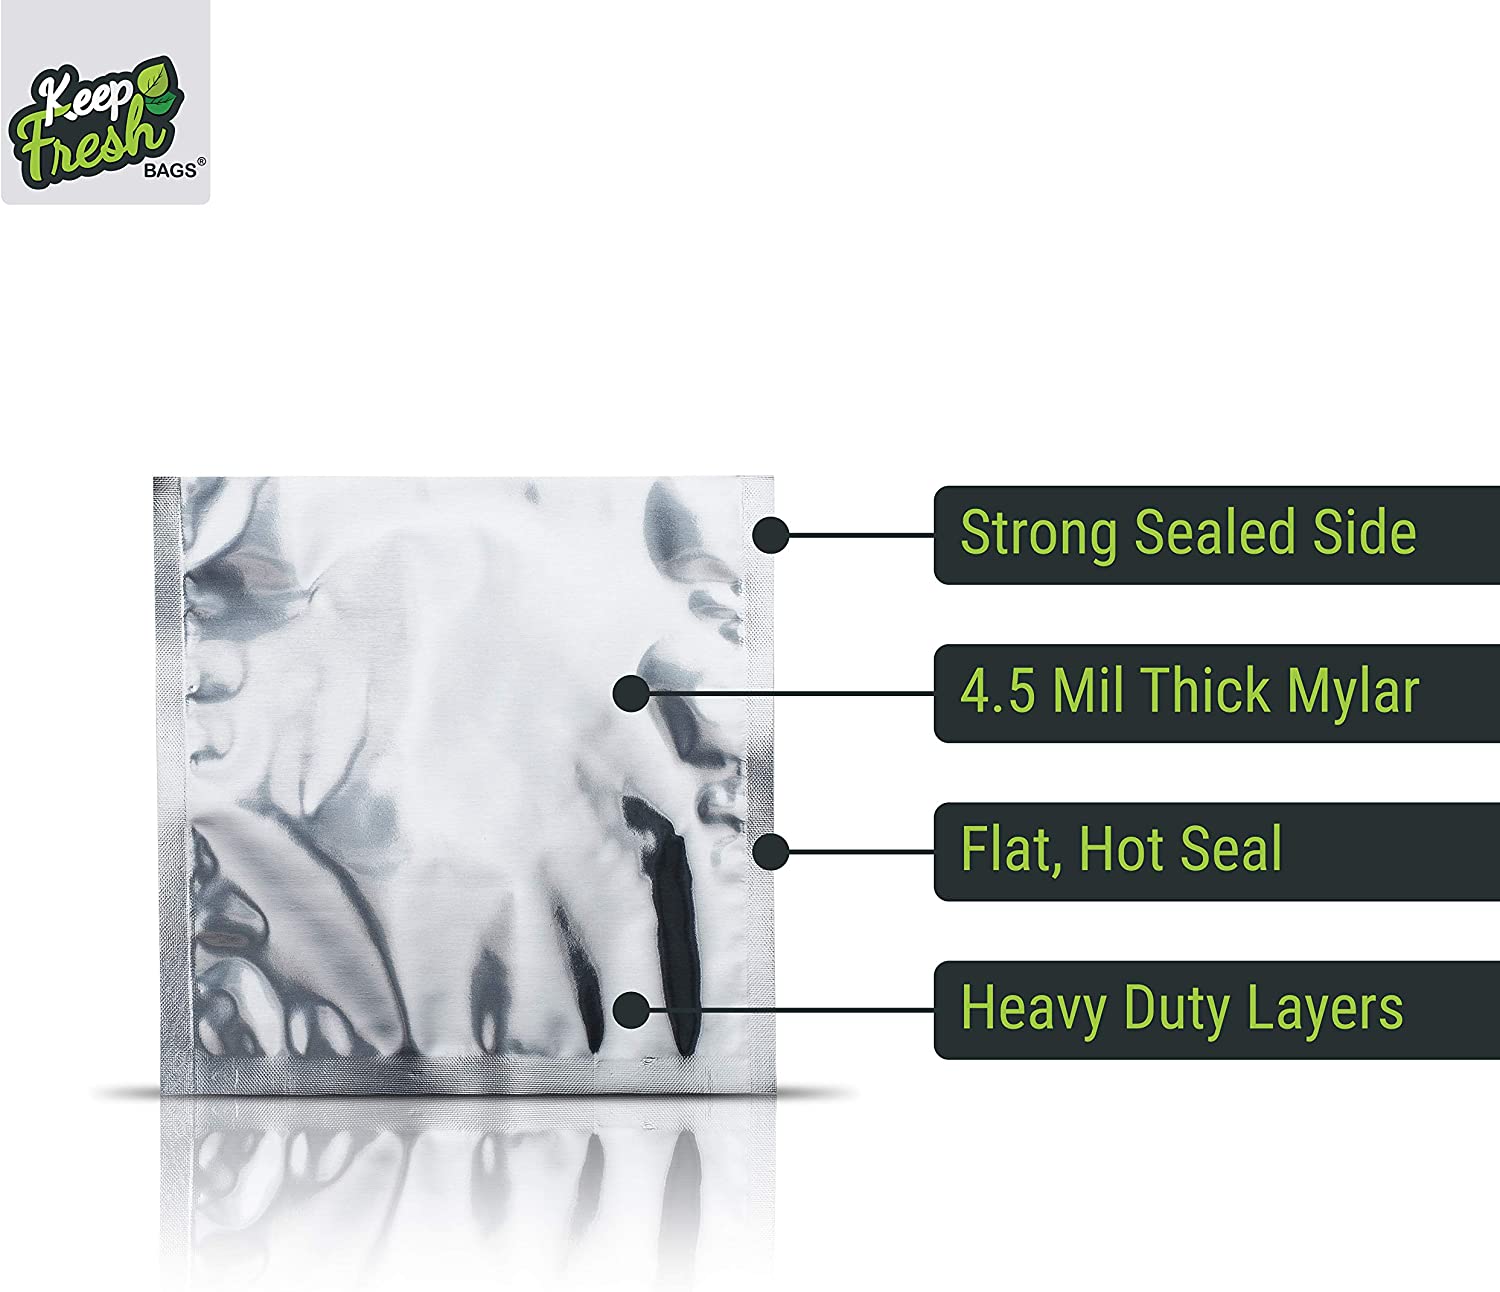 Keep
Fresh
BAGS®
Strong Sealed Side
4.5 Mil Thick Mylar
Flat, Hot Seal
Heavy Duty Layers